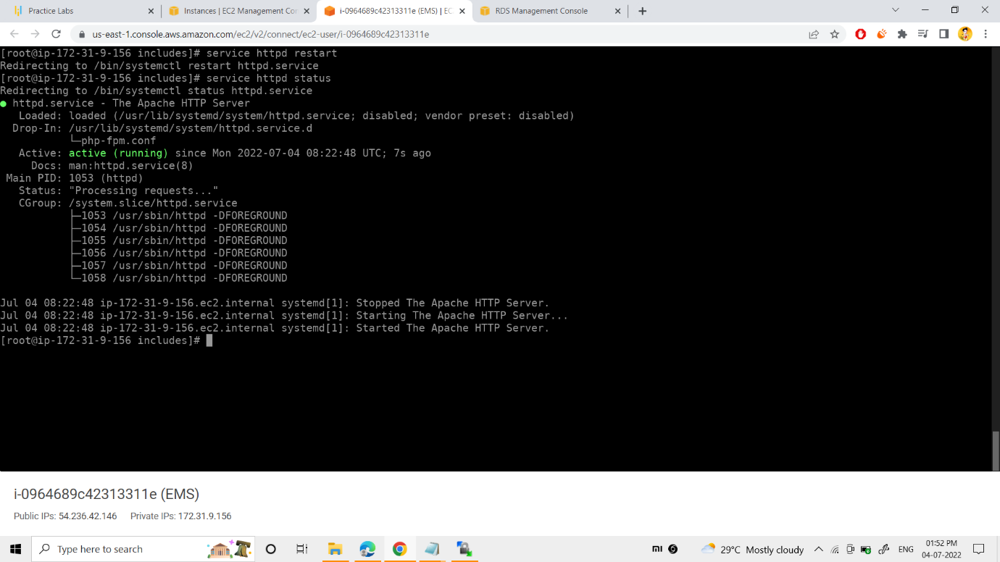 Practice Labs
Instances | EC2 Management Con
i-0964689c42313311e (EMS) | EC
RDS Management Console
us-east-1.console.aws.amazon.com/ec2/v2/connect/ec2-user/i-0964689c42313311e
[root@ip-172-31-9-156 includes]# service httpd restart
Redirecting to /bin/systemctl restart httpd.service
[root@ip-172-31-9-156 includes]# service httpd status
Redirecting to /bin/systemctl status httpd.service
● httpd.service - The Apache HTTP Server
   Loaded: loaded (/usr/lib/systemd/system/httpd.service; disabled; vendor preset: disabled)
  Drop-In: /usr/lib/systemd/system/httpd.service.d
           └─php-fpm.conf
   Active: active (running) since Mon 2022-07-04 08:22:48 UTC; 7s ago
     Docs: man:httpd.service(8)
 Main PID: 1053 (httpd)
   Status: "Processing requests..."
   CGroup: /system.slice/httpd.service
           ├─1053 /usr/sbin/httpd -DFOREGROUND
           ├─1054 /usr/sbin/httpd -DFOREGROUND
           ├─1055 /usr/sbin/httpd -DFOREGROUND
           ├─1056 /usr/sbin/httpd -DFOREGROUND
           ├─1057 /usr/sbin/httpd -DFOREGROUND
           └─1058 /usr/sbin/httpd -DFOREGROUND
Jul 04 08:22:48 ip-172-31-9-156.ec2.internal systemd[1]: Stopped The Apache HTTP Server.
Jul 04 08:22:48 ip-172-31-9-156.ec2.internal systemd[1]: Starting The Apache HTTP Server...
Jul 04 08:22:48 ip-172-31-9-156.ec2.internal systemd[1]: Started The Apache HTTP Server.
[root@ip-172-31-9-156 includes]#
i-0964689c42313311e (EMS)
Public IPs: 54.236.42.146 Private IPs: 172.31.9.156
Type here to search
29°C Mostly cloudy
ENG
01:52 PM
04-07-2022